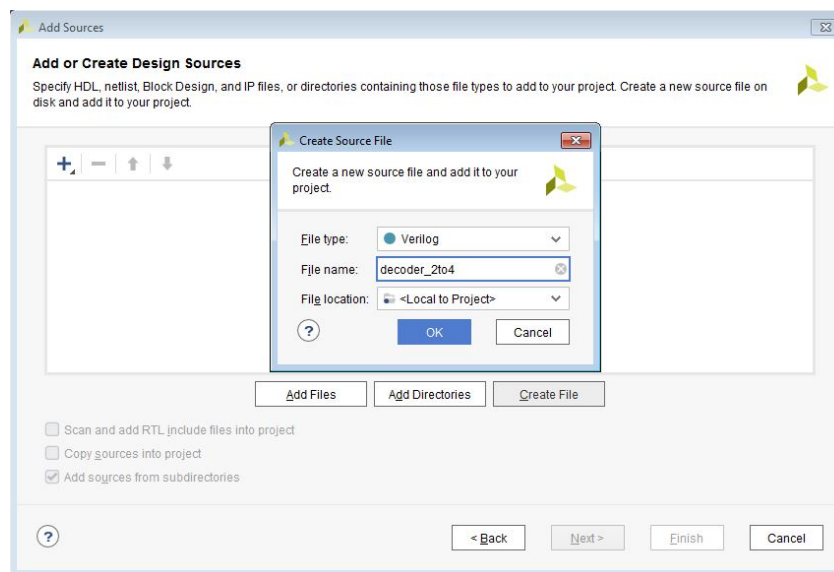 Add Sources
Add or Create Design Sources
Specify HDL, netlist, Block Design, and IP files, or directories containing those file types to add to your project. Create a new source file on
disk and add it to your project.
Create Source File
Create a new source file and add it to your
project.
File type:
Verilog
File name:
decoder_2to4
File location:
<Local to Project>
?
OK
Cancel
Add Files
Add Directories
Create File
Scan and add RTL include files into project
Copy sources into project
Add sources from subdirectories
?
< Back
Next >
Finish
Cancel